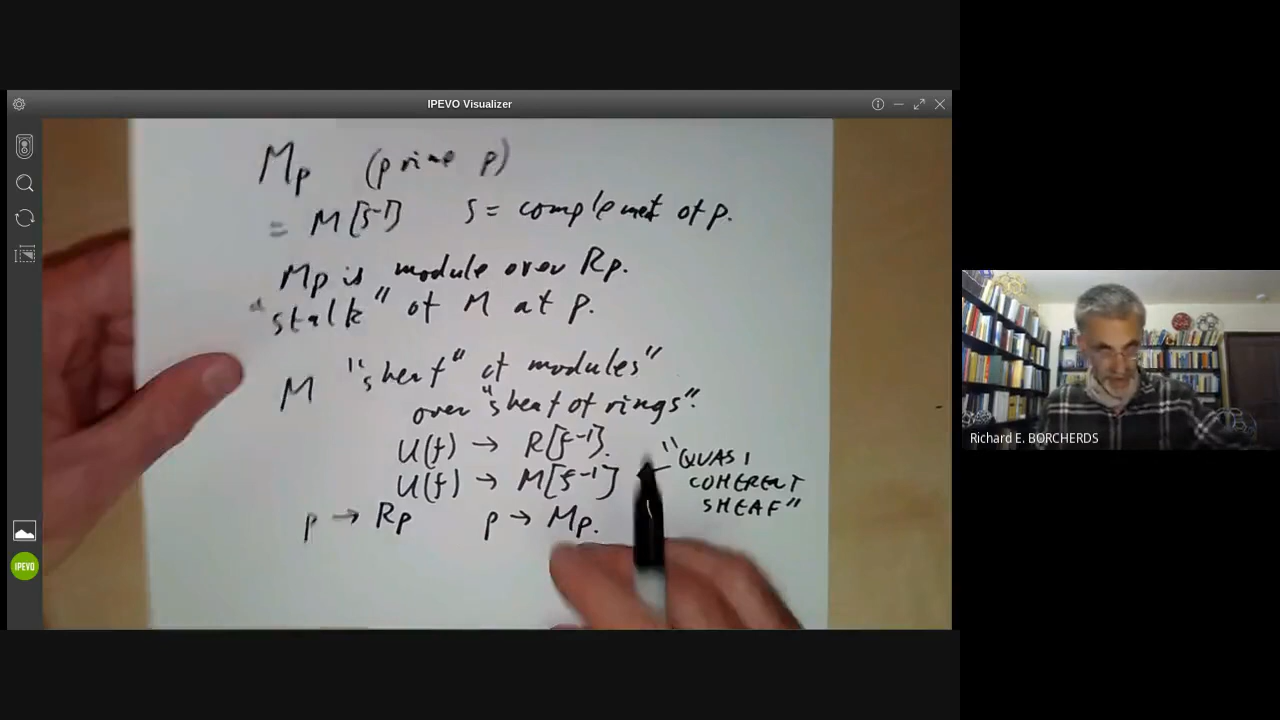 IPEVO Visualizer
Mp (prime p)
= M[S⁻¹] S = complement of p.
Mp is module over Rp.
"stalk" of M at p.
M "sheaf" of modules"
over "sheaf of rings".
U(f) → R[f⁻¹].
U(f) → M[f⁻¹] ← "QUASI
COHERENT
SHEAF"
p → Rp p → Mp.
IPEVO
Richard E. BORCHERDS